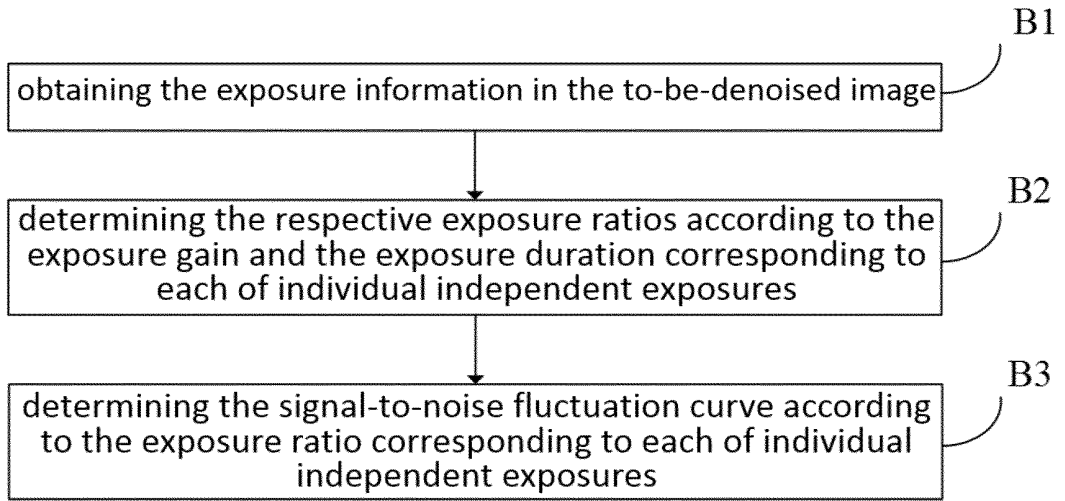 B1
obtaining the exposure information in the to-be-denoised image
B2
determining the respective exposure ratios according to the
exposure gain and the exposure duration corresponding to
each of individual independent exposures
B3
determining the signal-to-noise fluctuation curve according
to the exposure ratio corresponding to each of individual
independent exposures